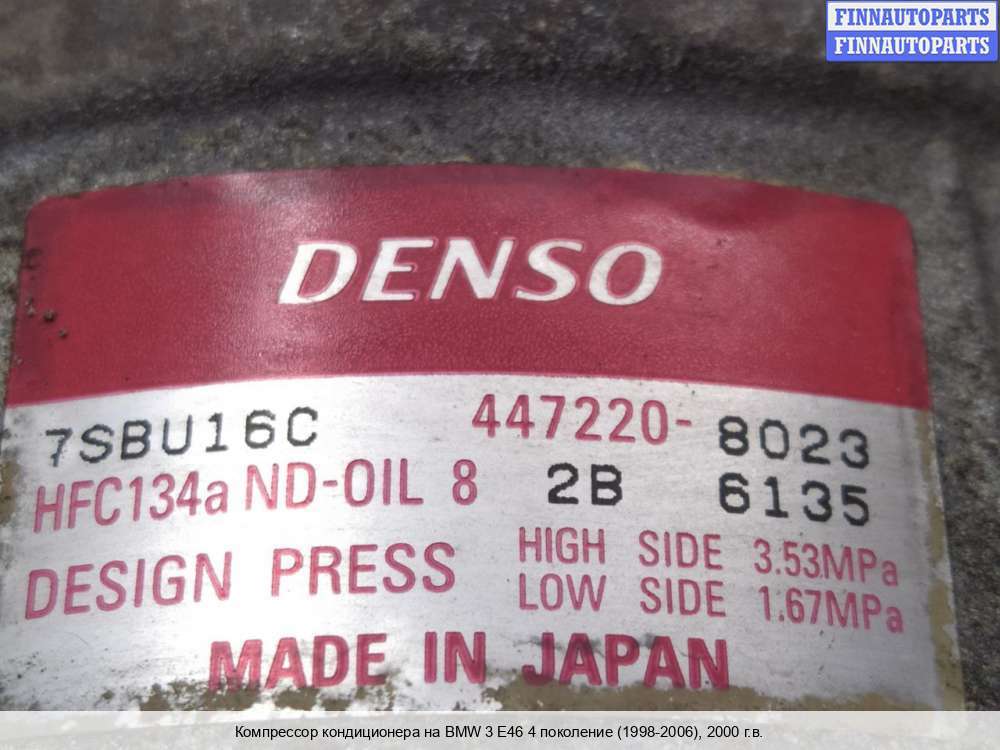 FINNAUTOPARTS
FINNAUTOPARTS
DENSO
7SBU16C 447220-8023
HFC134a ND-OIL 8 2B 6135
DESIGN PRESS HIGH SIDE 3.53MPa
LOW SIDE 1.67MPa
MADE IN JAPAN
Компрессор кондиционера на BMW 3 E46 4 поколение (1998-2006), 2000 г.в.